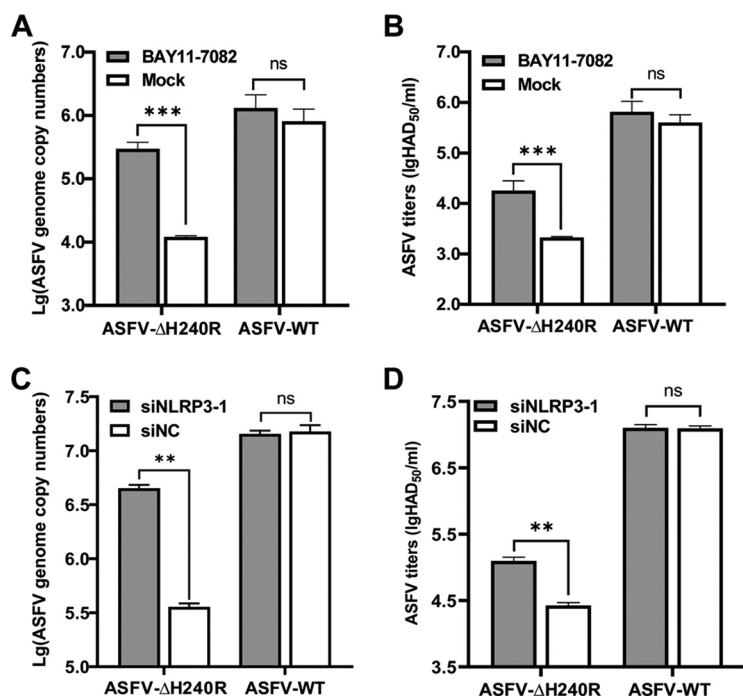 A
BAY11-7082
Mock
Lg(ASFV genome copy numbers)
7.0
6.0
5.0
4.0
3.0
***
ns
ASFV-ΔH240R
ASFV-WT
B
BAY11-7082
Mock
ASFV titers (lgHAD50/ml)
7.0
6.0
5.0
4.0
3.0
2.0
***
ns
ASFV-ΔH240R
ASFV-WT
C
siNLRP3-1
siNC
Lg(ASFV genome copy numbers)
7.5
7.0
6.5
6.0
5.5
5.0
**
ns
ASFV-ΔH240R
ASFV-WT
D
siNLRP3-1
siNC
ASFV titers (lgHAD50/ml)
7.5
6.5
5.5
4.5
3.5
**
ns
ASFV-ΔH240R
ASFV-WT